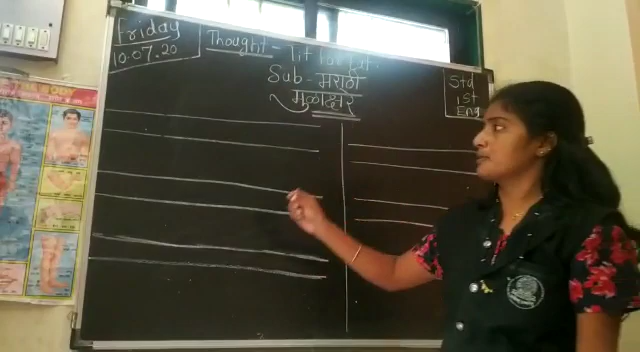 Friday
10.07.20
Thought - Tit for tat.
Sub - मराठी
मुळाक्षर
Std
1st
Eng